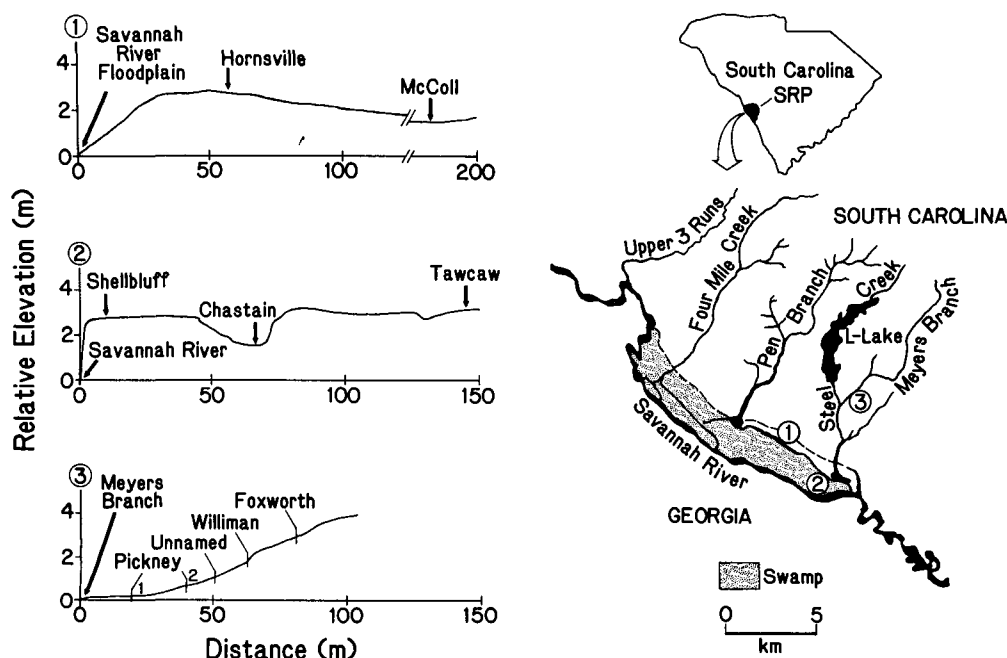 ①
Savannah
River
Floodplain
Hornsville
McColl
4
2
0
0
50
100
200
②
Shellbluff
Chastain
Tawcaw
Savannah River
4
2
0
0
50
100
150
③
Meyers
Branch
Foxworth
Williman
Unnamed
Pickney
1
2
4
2
0
0
50
100
150
Relative Elevation (m)
Distance (m)
South Carolina
SRP
SOUTH CAROLINA
Upper 3 Runs
Four Mile Creek
Pen Branch
Steel Creek
L-Lake
Meyers Branch
③
①
②
Savannah River
GEORGIA
Swamp
0
5
km